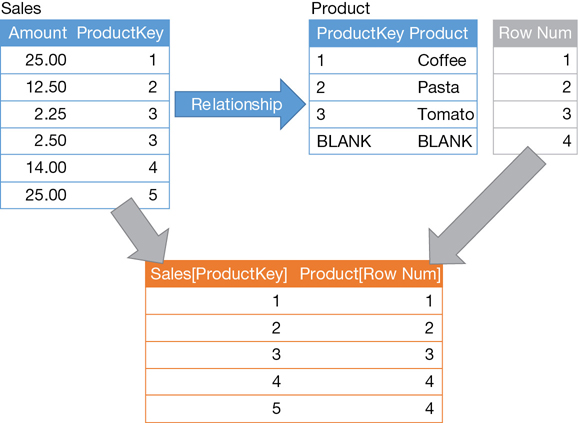 Sales
Amount ProductKey
25.00 1
12.50 2
2.25 3
2.50 3
14.00 4
25.00 5
Relationship
Product
ProductKey Product
1 Coffee
2 Pasta
3 Tomato
BLANK BLANK
Row Num
1
2
3
4
Sales[ProductKey] Product[Row Num]
1 1
2 2
3 3
4 4
5 4